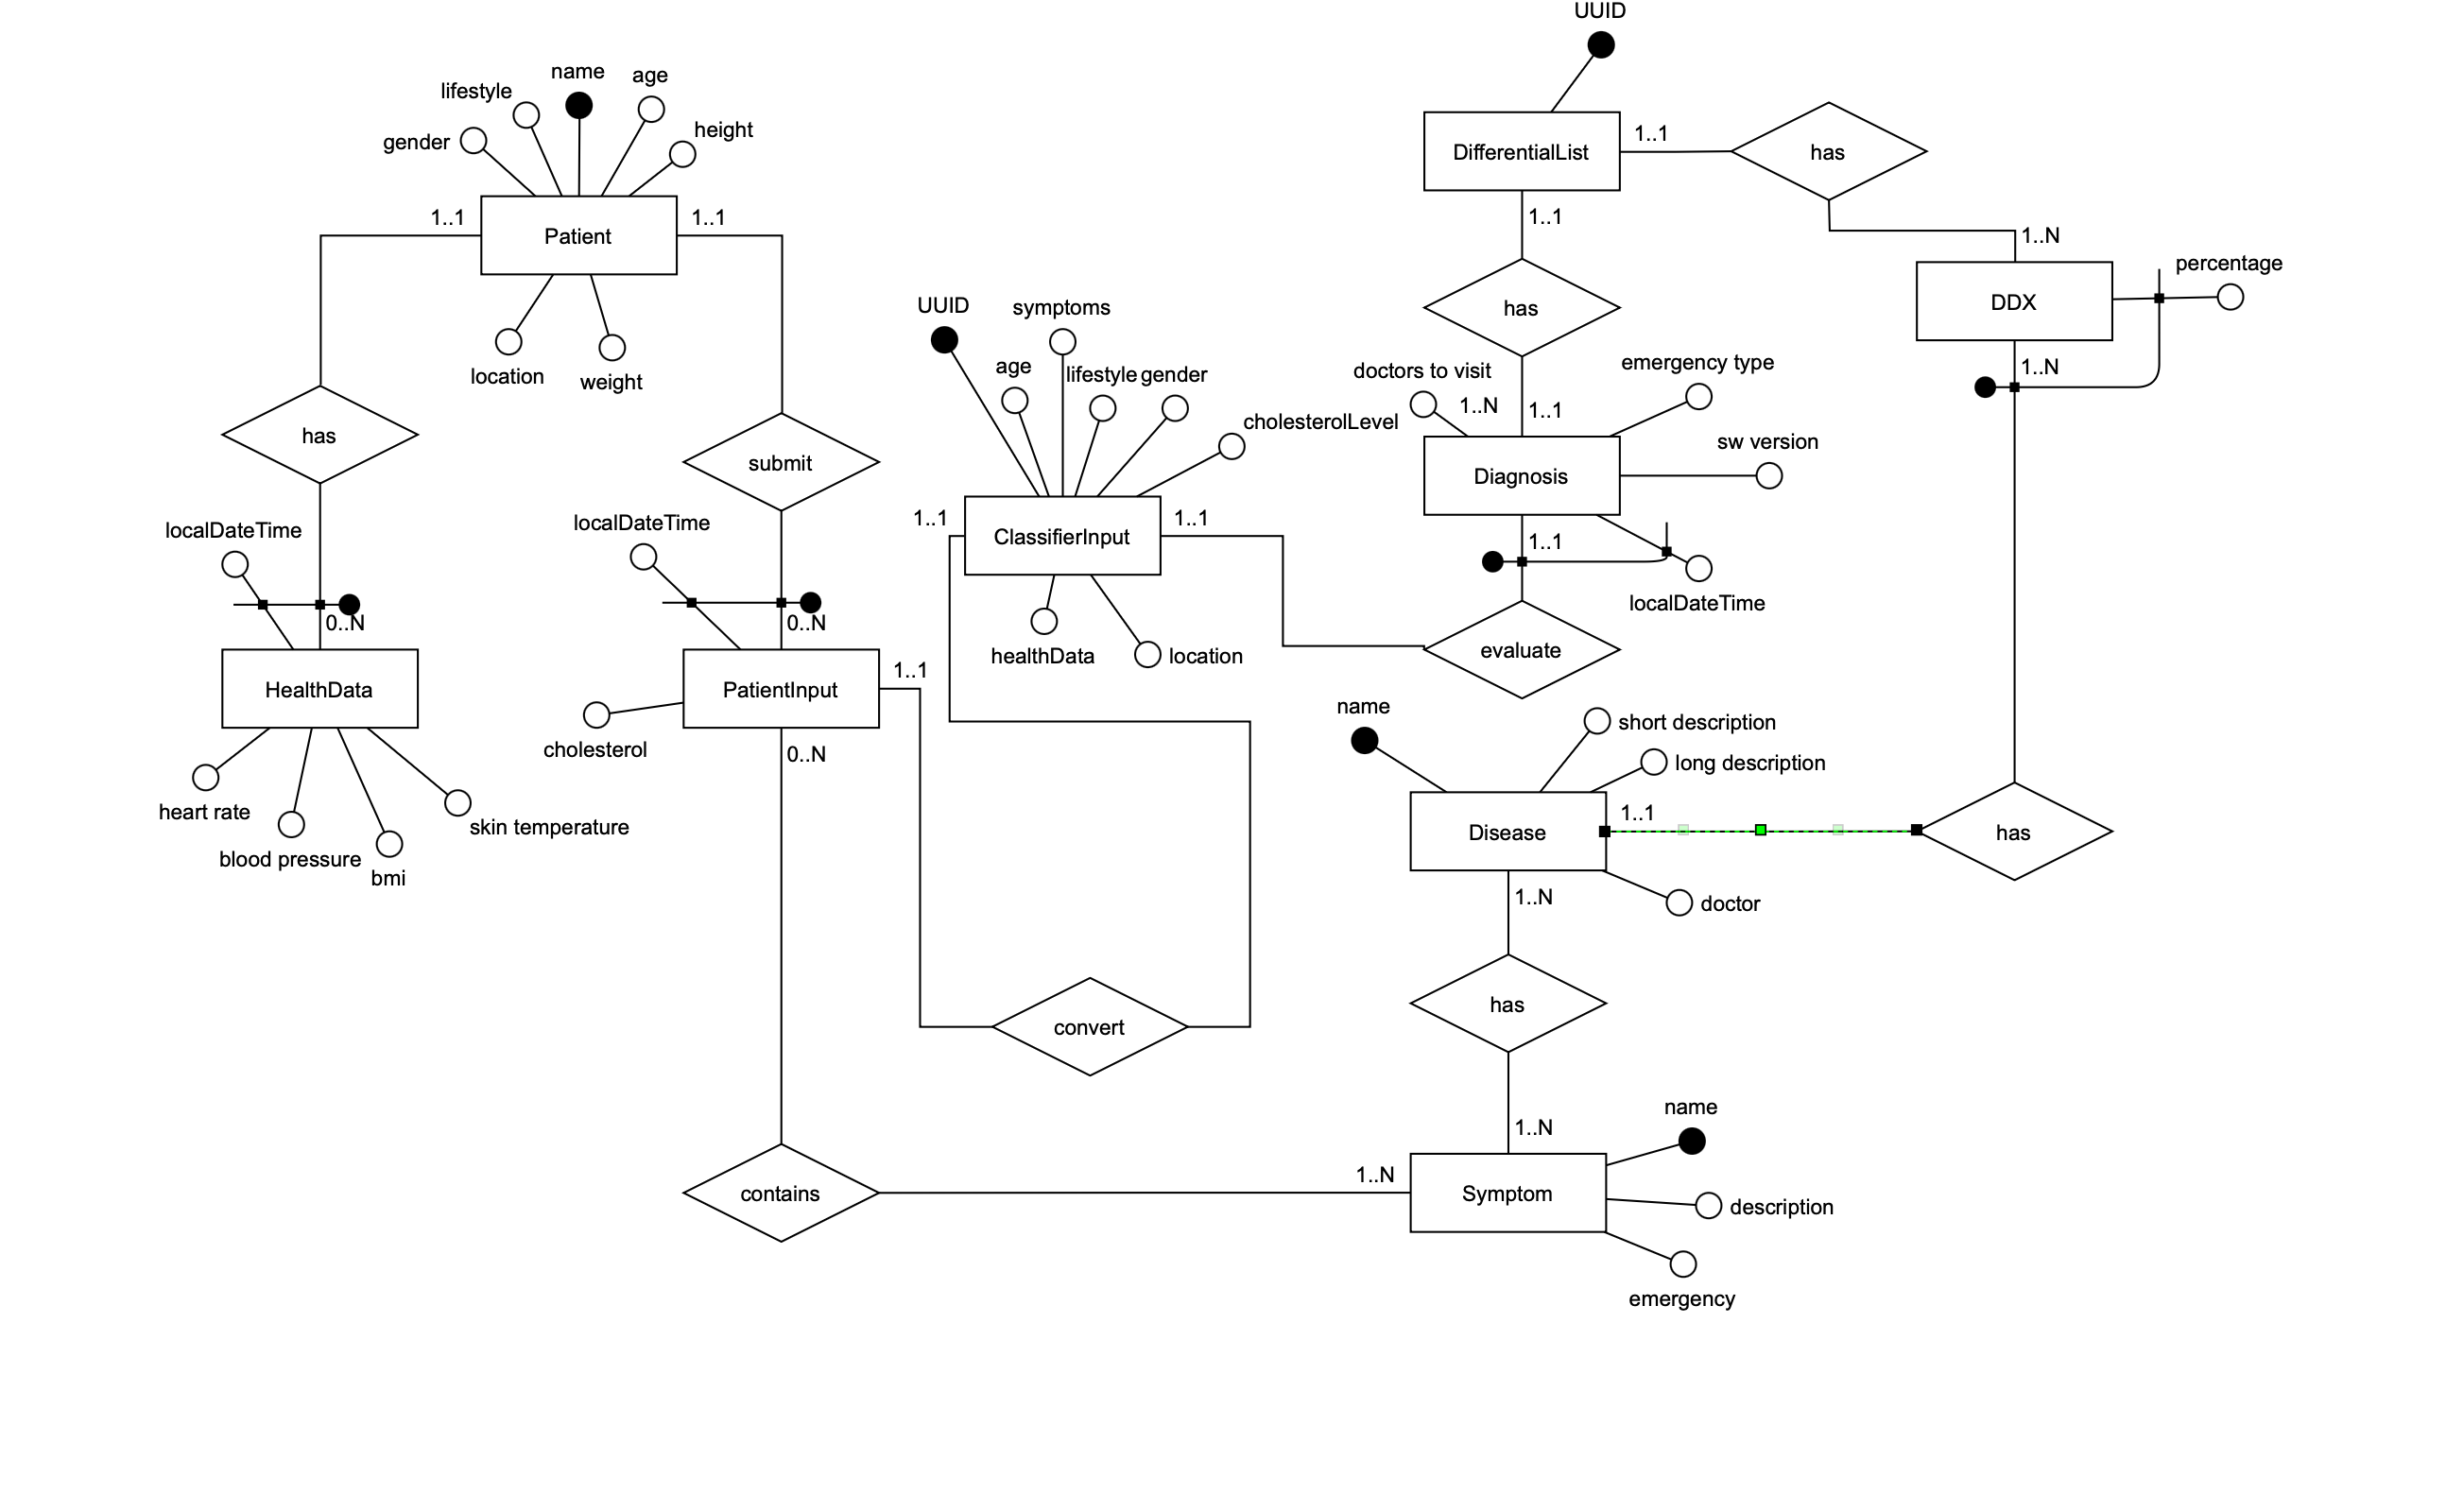 UUID
name
age
lifestyle
height
gender
1..1
DifferentialList
has
1..1
1..1
Patient
1..1
1..N
percentage
DDX
UUID
symptoms
has
1..N
age
lifestyle
gender
doctors to visit
emergency type
location
weight
1..N
1..1
cholesterolLevel
has
submit
sw version
Diagnosis
localDateTime
localDateTime
1..1
ClassifierInput
1..1
1..1
localDateTime
0..N
0..N
healthData
location
evaluate
HealthData
PatientInput
1..1
name
short description
cholesterol
0..N
long description
heart rate
skin temperature
1..1
Disease
has
blood pressure
bmi
1..N
doctor
has
convert
name
1..N
contains
1..N
Symptom
description
emergency